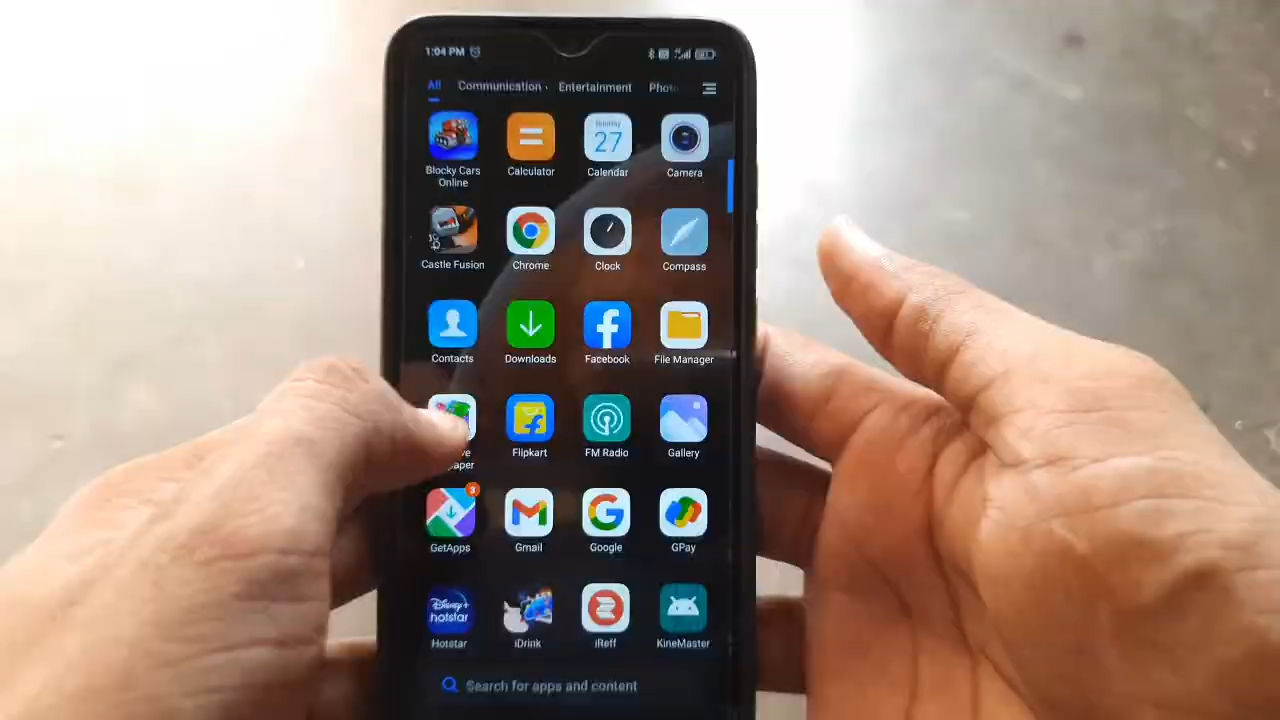 1:04 PM
All Communication Entertainment Photo
27
Blocky Cars
Online
Calculator
Calendar
Camera
Castle Fusion
Chrome
Clock
Compass
Contacts
Downloads
Facebook
File Manager
Flipkart
FM Radio
Gallery
3
GetApps
Gmail
Google
GPay
Disney+
hotstar
Hotstar
iDrink
iReff
KineMaster
Search for apps and content